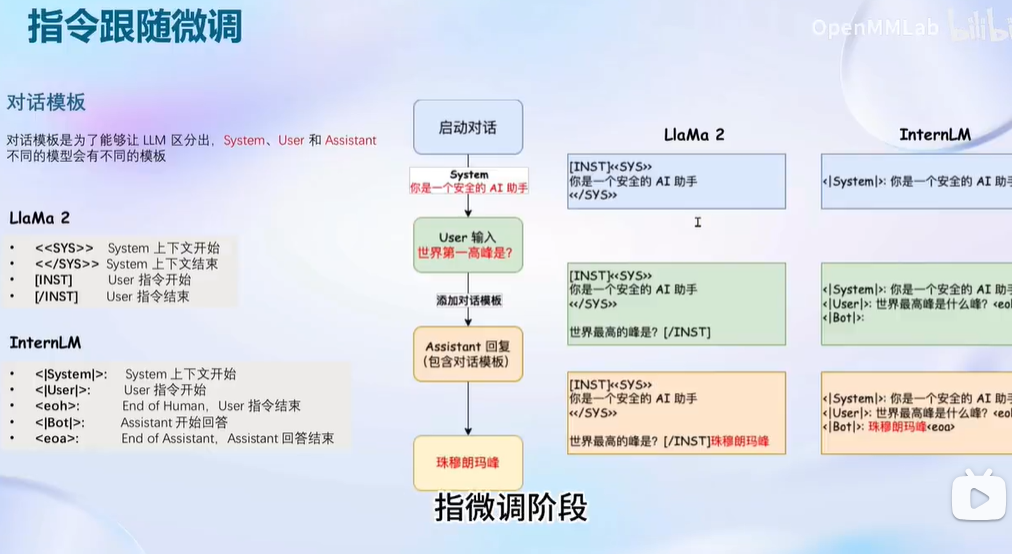 指令跟随微调
OpenMMLab
bilibi
对话模板
对话模板是为了能够让 LLM 区分出，System、User 和 Assistant
不同的模型会有不同的模板
LlaMa 2
• <<SYS>> System 上下文开始
• <</SYS>> System 上下文结束
• [INST] User 指令开始
• [/INST] User 指令结束
InternLM
• <|System|>: System 上下文开始
• <|User|>: User 指令开始
• <eoh>: End of Human，User 指令结束
• <|Bot|>: Assistant 开始回答
• <eoa>: End of Assistant，Assistant 回答结束
启动对话
System
你是一个安全的 AI 助手
User 输入
世界第一高峰是?
添加对话模板
Assistant 回复
(包含对话模板)
珠穆朗玛峰
LlaMa 2
[INST]<<SYS>>
你是一个安全的 AI 助手
<</SYS>>
[INST]<<SYS>>
你是一个安全的 AI 助手
<</SYS>>
世界最高的峰是? [/INST]
[INST]<<SYS>>
你是一个安全的 AI 助手
<</SYS>>
世界最高的峰是? [/INST]珠穆朗玛峰
InternLM
<|System|>: 你是一个安全的 AI 助手
<|System|>: 你是一个安全的 AI 助手
<|User|>: 世界最高峰是什么峰? <eo
<|Bot|>:
<|System|>: 你是一个安全的 AI 助手
<|User|>: 世界最高峰是什么峰? <eo
<|Bot|>: 珠穆朗玛峰<eoa>
指微调阶段